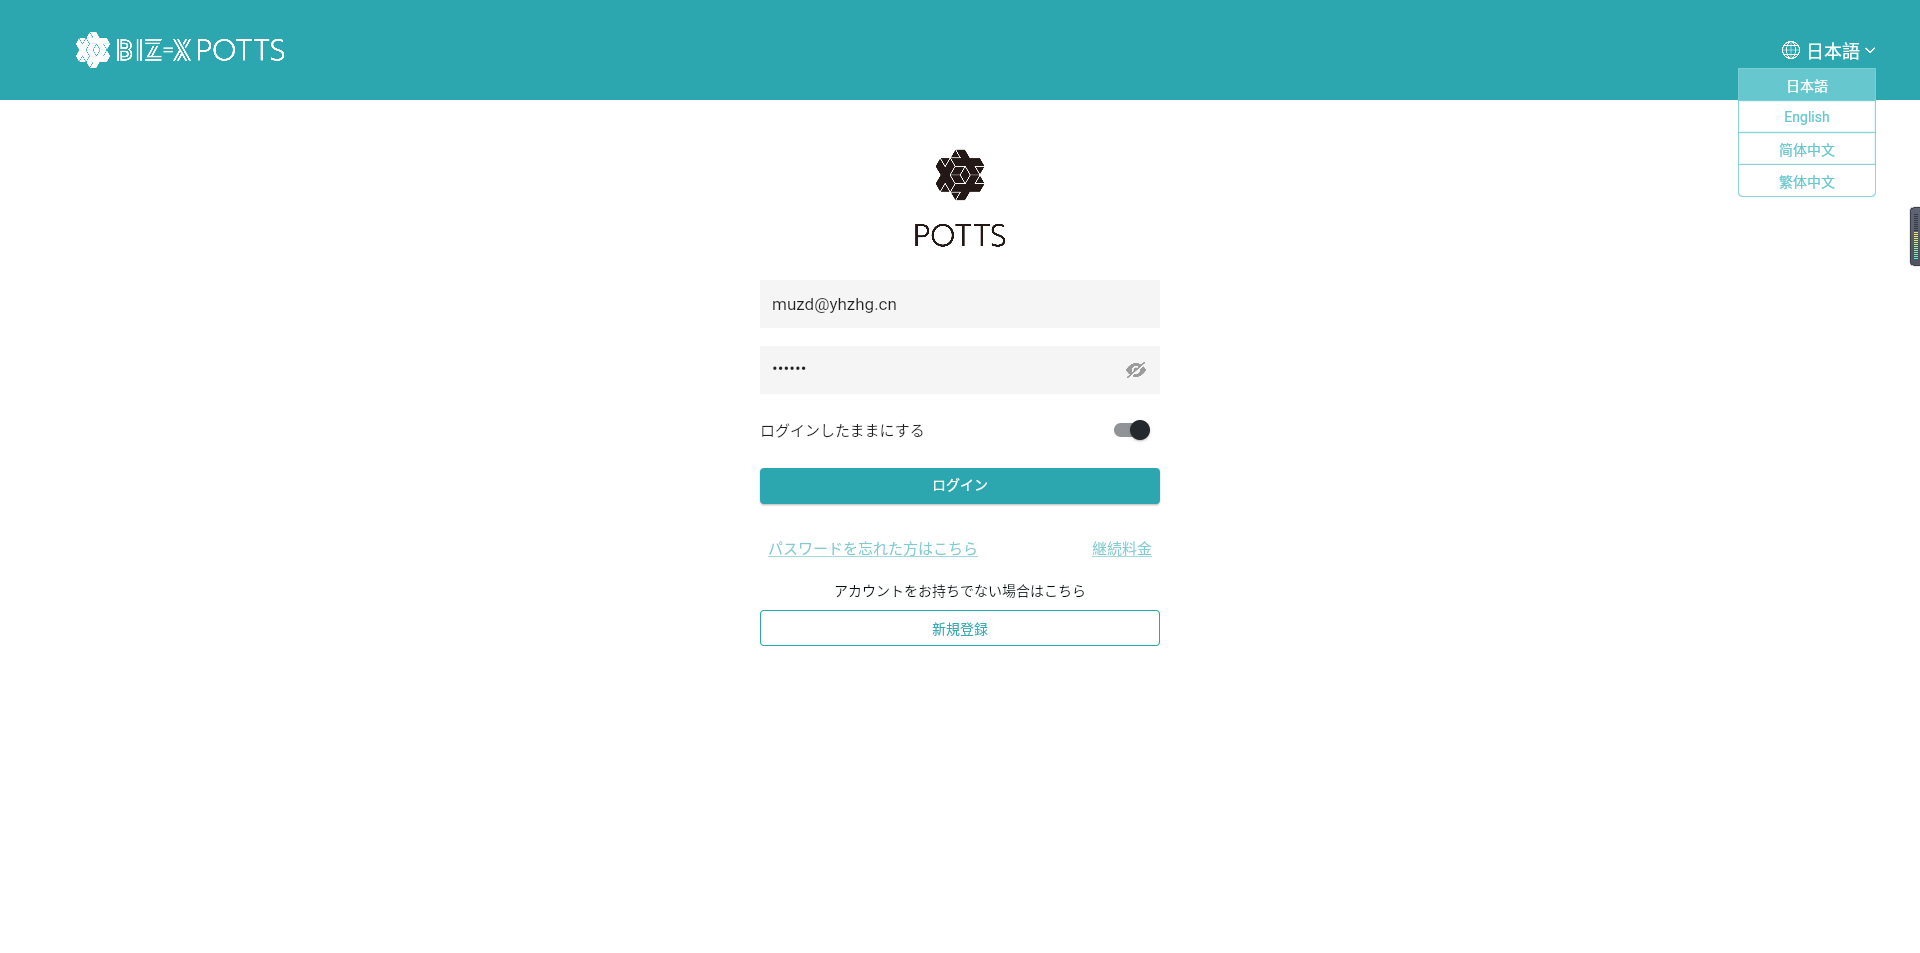 BIZ-X POTTS
日本語
日本語
English
简体中文
繁体中文
POTTS
muzd@yhzhg.cn
••••••
ログインしたままにする
ログイン
パスワードを忘れた方はこちら
継続料金
アカウントをお持ちでない場合はこちら
新規登録